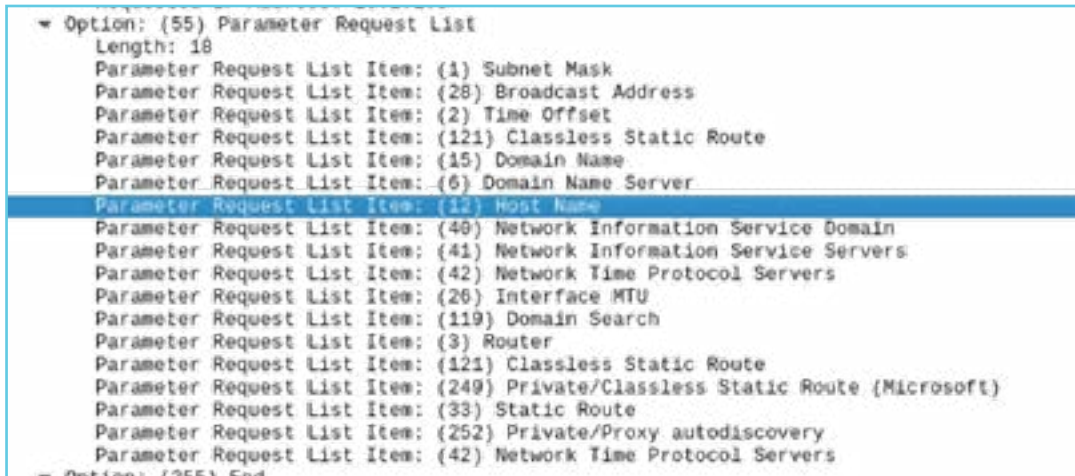 ▾ Option: (55) Parameter Request List
Length: 18
Parameter Request List Item: (1) Subnet Mask
Parameter Request List Item: (28) Broadcast Address
Parameter Request List Item: (2) Time Offset
Parameter Request List Item: (121) Classless Static Route
Parameter Request List Item: (15) Domain Name
Parameter Request List Item: (6) Domain Name Server
Parameter Request List Item: (12) Host Name
Parameter Request List Item: (40) Network Information Service Domain
Parameter Request List Item: (41) Network Information Service Servers
Parameter Request List Item: (42) Network Time Protocol Servers
Parameter Request List Item: (26) Interface MTU
Parameter Request List Item: (119) Domain Search
Parameter Request List Item: (3) Router
Parameter Request List Item: (121) Classless Static Route
Parameter Request List Item: (249) Private/Classless Static Route (Microsoft)
Parameter Request List Item: (33) Static Route
Parameter Request List Item: (252) Private/Proxy autodiscovery
Parameter Request List Item: (42) Network Time Protocol Servers
▾ Option: (255) End